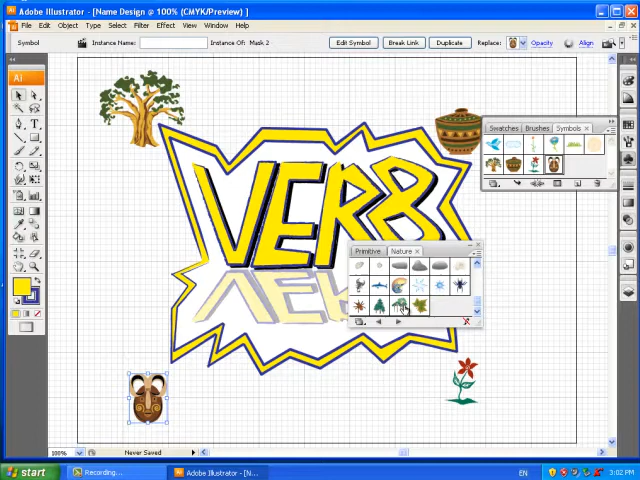 Adobe Illustrator - [Name Design @ 100% (CMYK/Preview)]
File Edit Object Type Select Filter Effect View Window Help
Symbol Instance Name: Instance Of: Mask 2 Edit Symbol Break Link Duplicate Replace: Opacity Align
Ai
Swatches Brushes Symbols
VERB
Primitive Nature
100% Never Saved
start Recording... Adobe Illustrator - [N... EN 3:02 PM